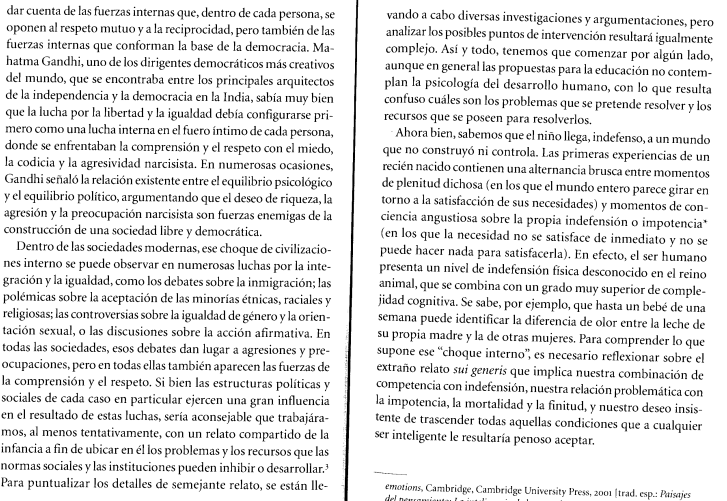 dar cuenta de las fuerzas internas que, dentro de cada persona, se
oponen al respeto mutuo y a la reciprocidad, pero también de las
fuerzas internas que conforman la base de la democracia. Ma-
hatma Gandhi, uno de los dirigentes democráticos más creativos
del mundo, que se encontraba entre los principales arquitectos
de la independencia y la democracia en la India, sabía muy bien
que la lucha por la libertad y la igualdad debía configurarse pri-
mero como una lucha interna en el fuero íntimo de cada persona,
donde se enfrentaban la comprensión y el respeto con el miedo,
la codicia y la agresividad narcisista. En numerosas ocasiones,
Gandhi señaló la relación existente entre el equilibrio psicológico
y el equilibrio político, argumentando que el deseo de riqueza, la
agresión y la preocupación narcisista son fuerzas enemigas de la
construcción de una sociedad libre y democrática.
Dentro de las sociedades modernas, ese choque de civilizacio-
nes interno se puede observar en numerosas luchas por la inte-
gración y la igualdad, como los debates sobre la inmigración; las
polémicas sobre la aceptación de las minorías étnicas, raciales y
religiosas; las controversias sobre la igualdad de género y la orien-
tación sexual, o las discusiones sobre la acción afirmativa. En
todas las sociedades, esos debates dan lugar a agresiones y pre-
ocupaciones, pero en todas ellas también aparecen las fuerzas de
la comprensión y el respeto. Si bien las estructuras políticas y
sociales de cada caso en particular ejercen una gran influencia
en el resultado de estas luchas, sería aconsejable que trabajára-
mos, al menos tentativamente, con un relato compartido de la
infancia a fin de ubicar en él los problemas y los recursos que las
normas sociales y las instituciones pueden inhibir o desarrollar.³
Para puntualizar los detalles de semejante relato, se están lle-
vando a cabo diversas investigaciones y argumentaciones, pero
analizar los posibles puntos de intervención resultará igualmente
complejo. Así y todo, tenemos que comenzar por algún lado,
aunque en general las propuestas para la educación no contem-
plan la psicología del desarrollo humano, con lo que resulta
confuso cuáles son los problemas que se pretende resolver y los
recursos que se poseen para resolverlos.
Ahora bien, sabemos que el niño llega, indefenso, a un mundo
que no construyó ni controla. Las primeras experiencias de un
recién nacido contienen una alternancia brusca entre momentos
de plenitud dichosa (en los que el mundo entero parece girar en
torno a la satisfacción de sus necesidades) y momentos de con-
ciencia angustiosa sobre la propia indefensión o impotencia*
(en los que la necesidad no se satisface de inmediato y no se
puede hacer nada para satisfacerla). En efecto, el ser humano
presenta un nivel de indefensión física desconocido en el reino
animal, que se combina con un grado muy superior de comple-
jidad cognitiva. Se sabe, por ejemplo, que hasta un bebé de una
semana puede identificar la diferencia de olor entre la leche de
su propia madre y la de otras mujeres. Para comprender lo que
supone ese “choque interno”, es necesario reflexionar sobre el
extraño relato sui generis que implica nuestra combinación de
competencia con indefensión, nuestra relación problemática con
la impotencia, la mortalidad y la finitud, y nuestro deseo insis-
tente de trascender todas aquellas condiciones que a cualquier
ser inteligente le resultaría penoso aceptar.
emotions, Cambridge, Cambridge University Press, 2001 [trad. esp.: Paisajes